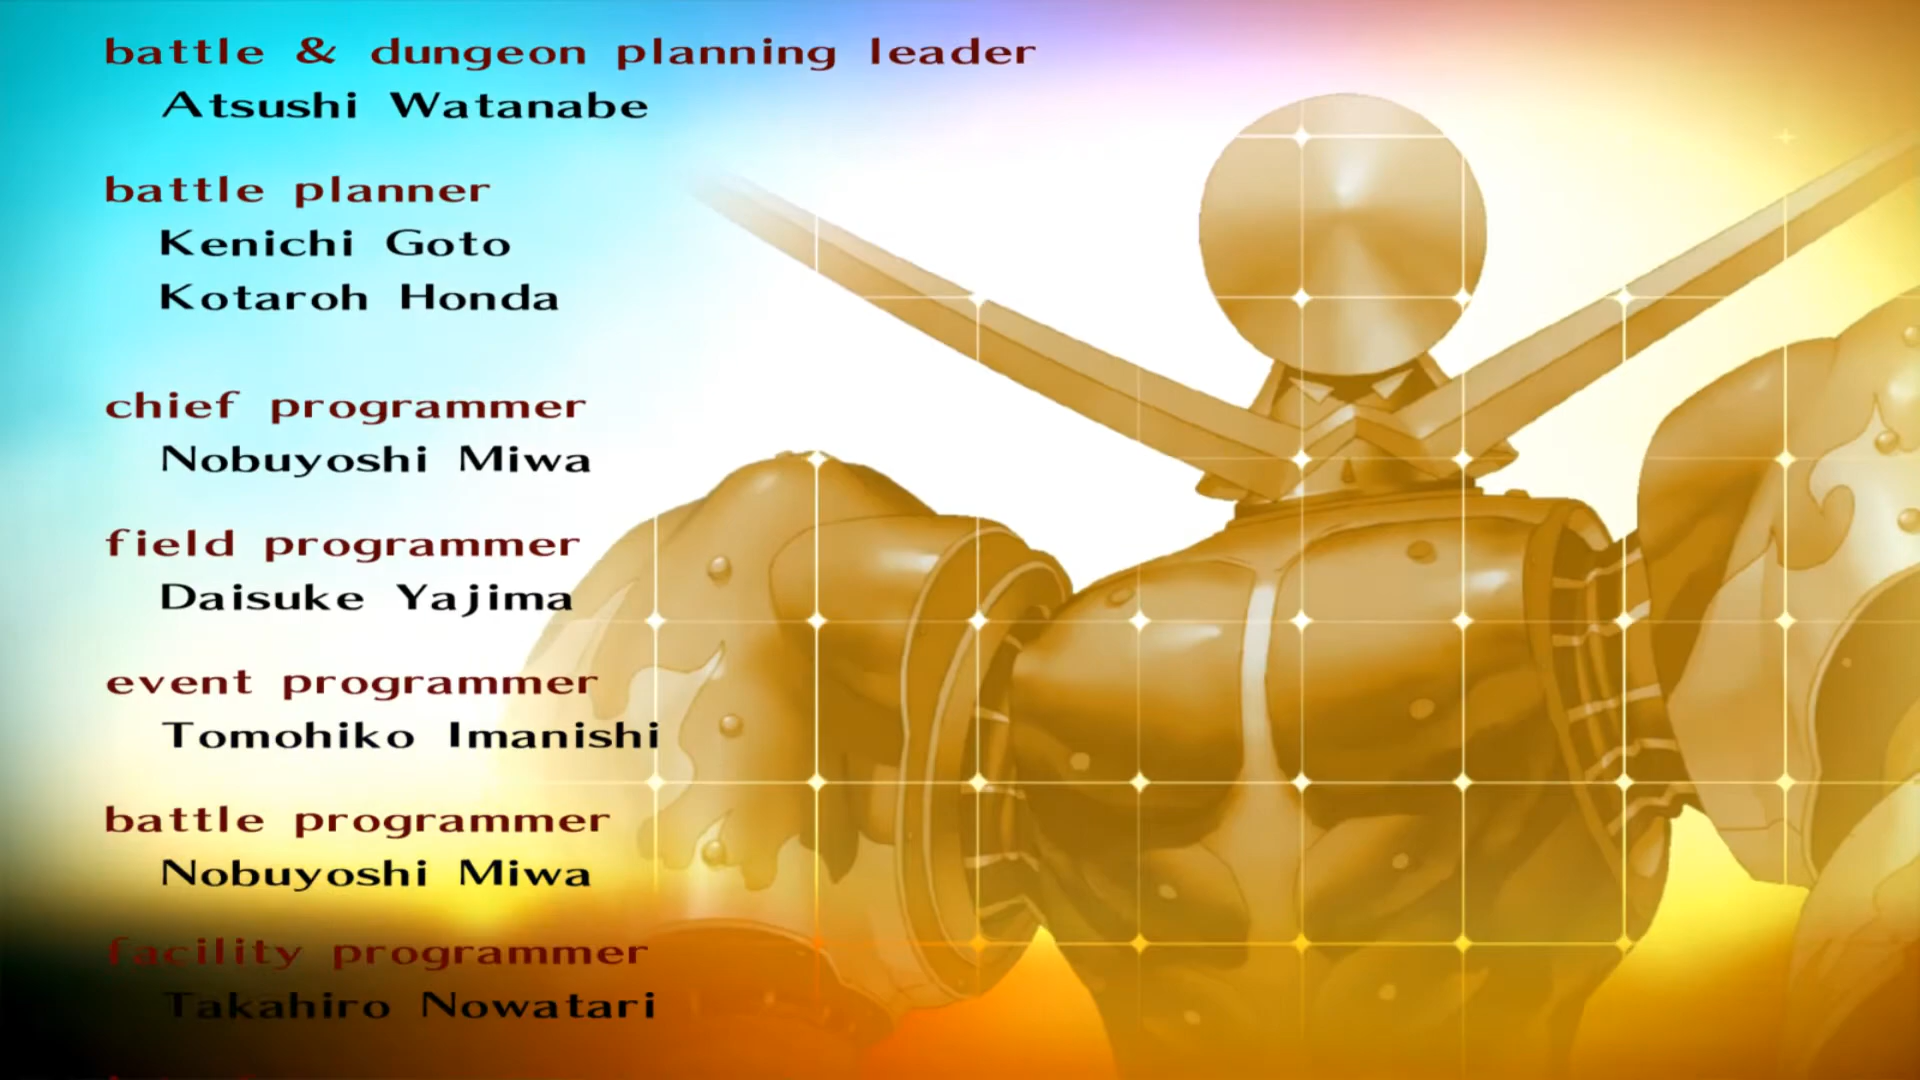 battle & dungeon planning leader
Atsushi Watanabe
battle planner
Kenichi Goto
Kotaroh Honda
chief programmer
Nobuyoshi Miwa
field programmer
Daisuke Yajima
event programmer
Tomohiko Imanishi
battle programmer
Nobuyoshi Miwa
facility programmer
Takahiro Nowatari